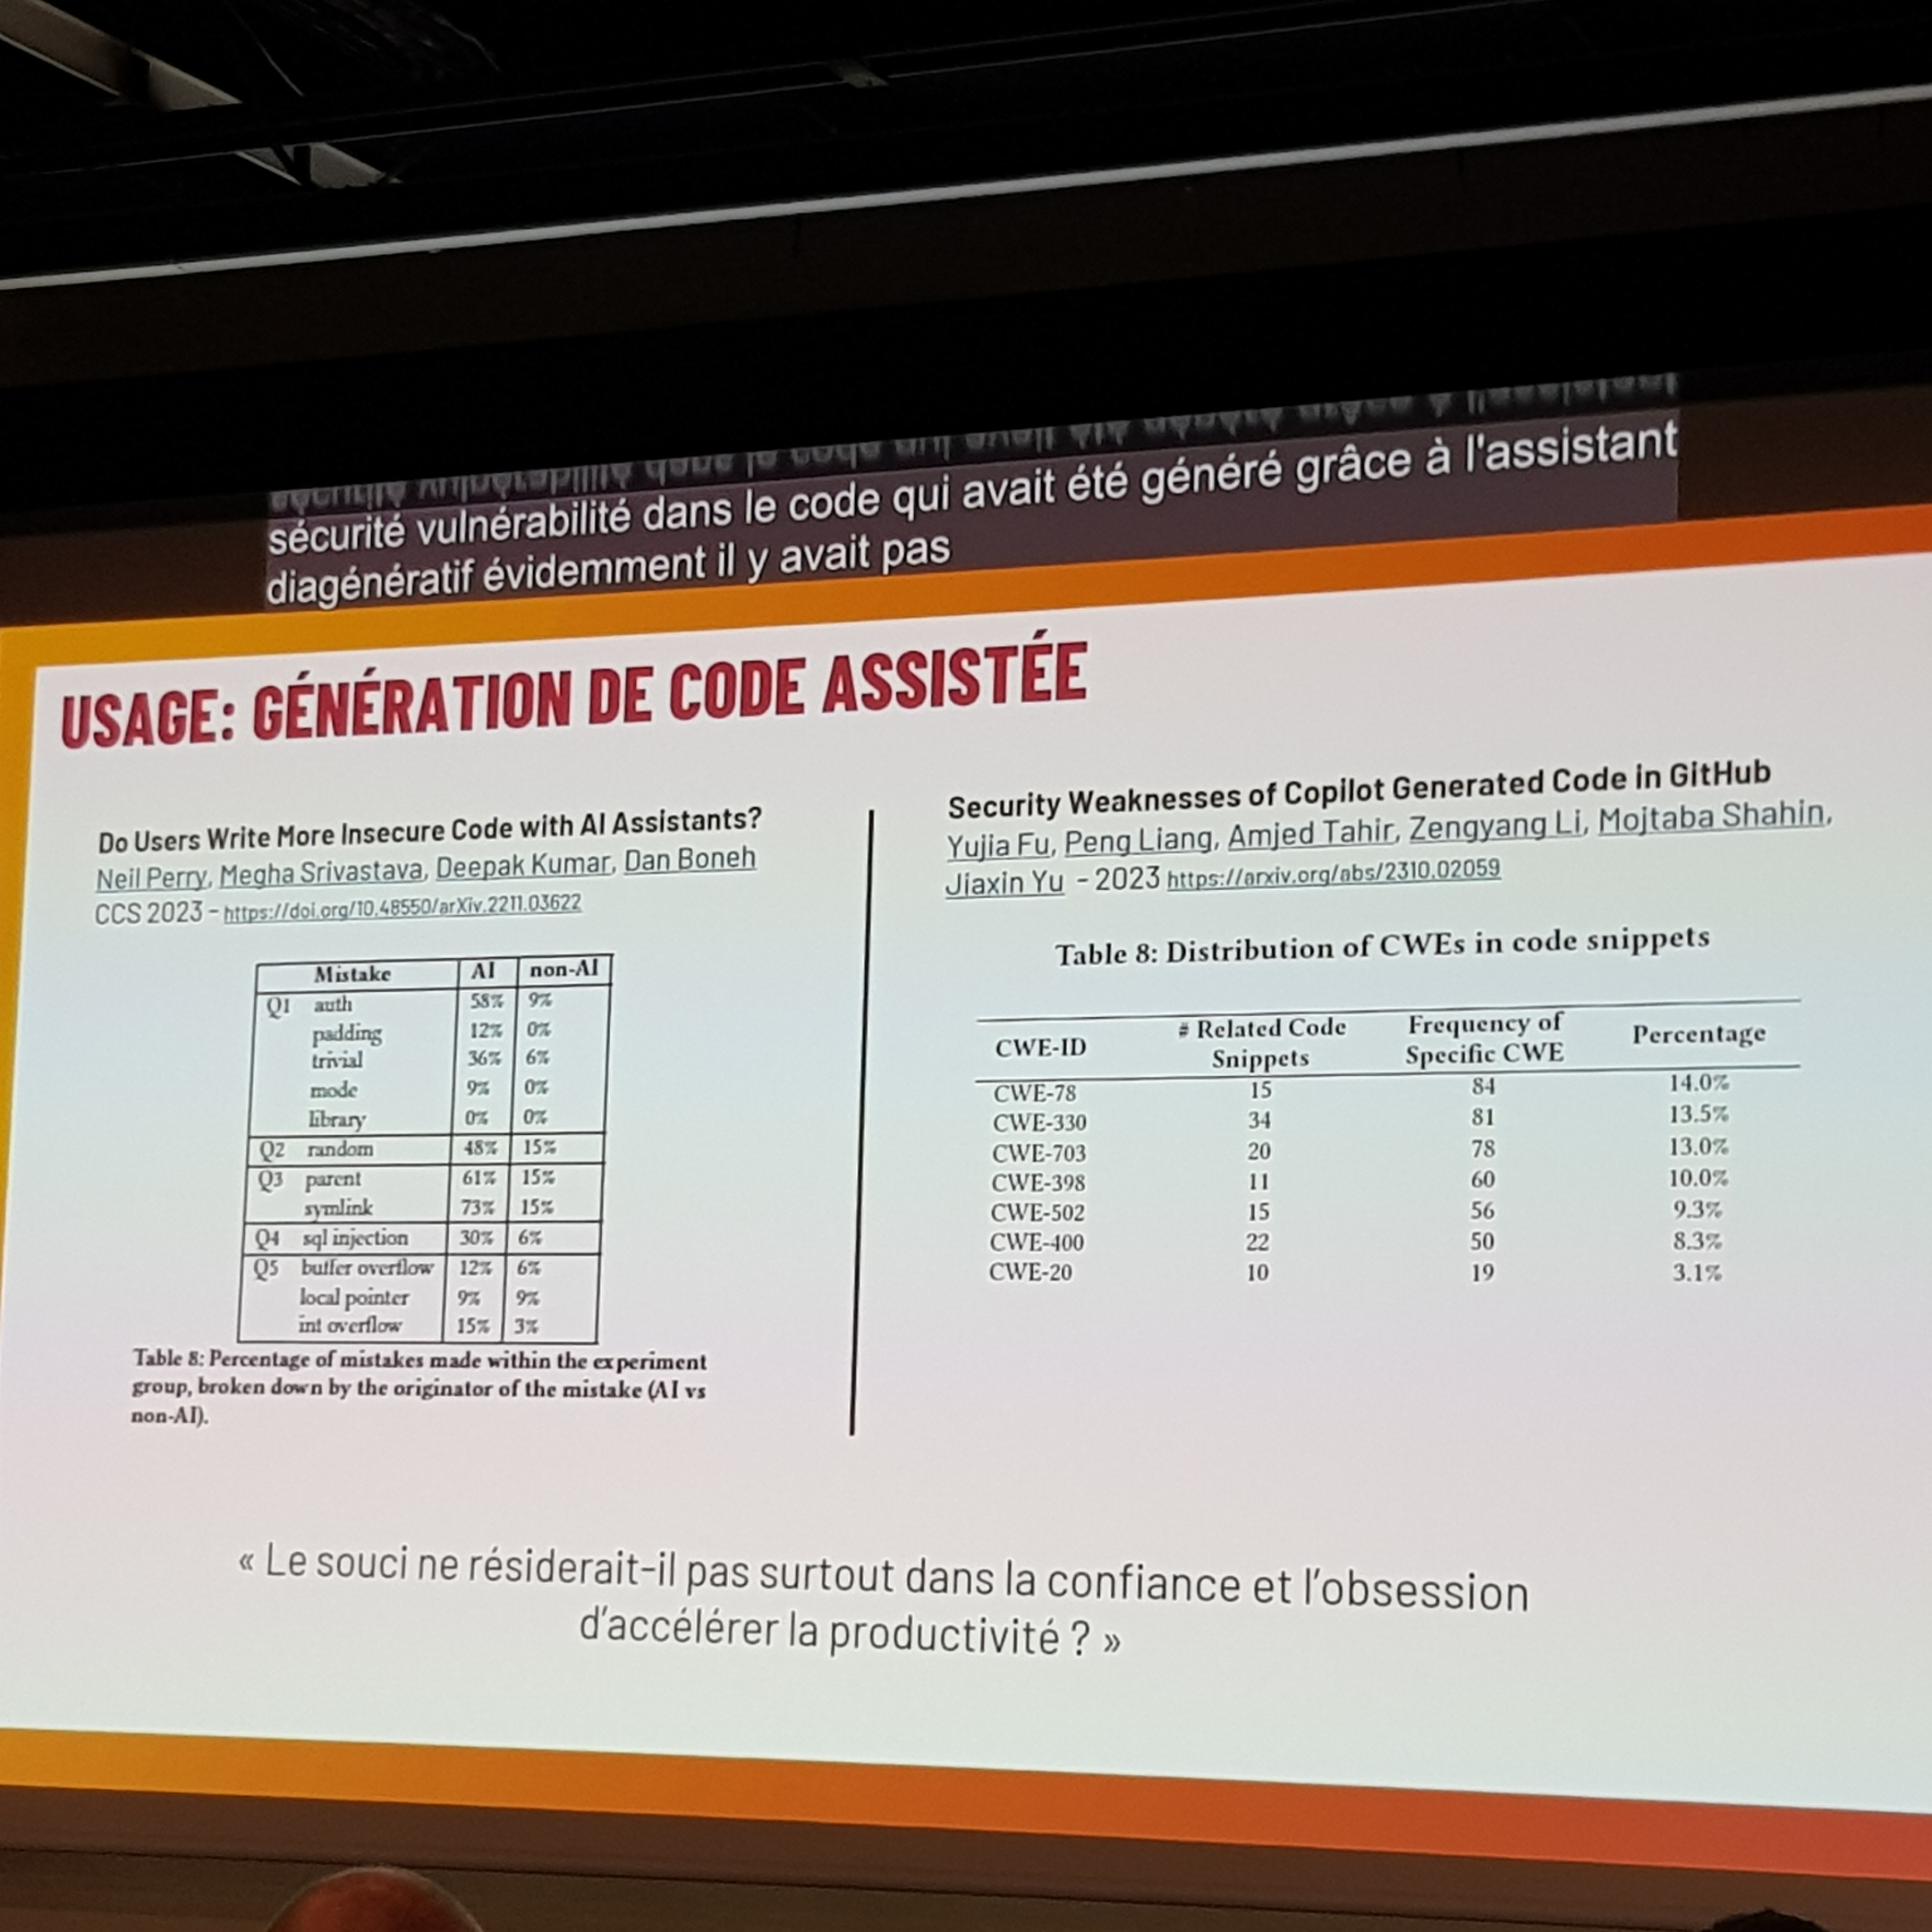 sécurité vulnérabilité dans le code qui avait été généré grâce à l'assistant
diagénératif évidemment il y avait pas
USAGE: GÉNÉRATION DE CODE ASSISTÉE
Do Users Write More Insecure Code with AI Assistants?
Neil Perry, Megha Srivastava, Deepak Kumar, Dan Boneh
CCS 2023 - https://doi.org/10.48550/arXiv.2211.03622
Mistake AI non-AI
Q1 auth 58% 9%
padding 12% 0%
trivial 36% 6%
mode 9% 0%
library 0% 0%
Q2 random 48% 15%
Q3 parent 61% 15%
symlink 73% 15%
Q4 sql injection 30% 6%
Q5 buffer overflow 12% 6%
local pointer 9% 9%
int overflow 15% 3%
Table 8: Percentage of mistakes made within the experiment
group, broken down by the originator of the mistake (AI vs
non-AI).
Security Weaknesses of Copilot Generated Code in GitHub
Yujia Fu, Peng Liang, Amjed Tahir, Zengyang Li, Mojtaba Shahin,
Jiaxin Yu - 2023 https://arxiv.org/abs/2310.02059
Table 8: Distribution of CWEs in code snippets
CWE-ID # Related Code Snippets Frequency of Specific CWE Percentage
CWE-78 15 84 14.0%
CWE-330 34 81 13.5%
CWE-703 20 78 13.0%
CWE-398 11 60 10.0%
CWE-502 15 56 9.3%
CWE-400 22 50 8.3%
CWE-20 10 19 3.1%
« Le souci ne résiderait-il pas surtout dans la confiance et l'obsession
d'accélérer la productivité ? »